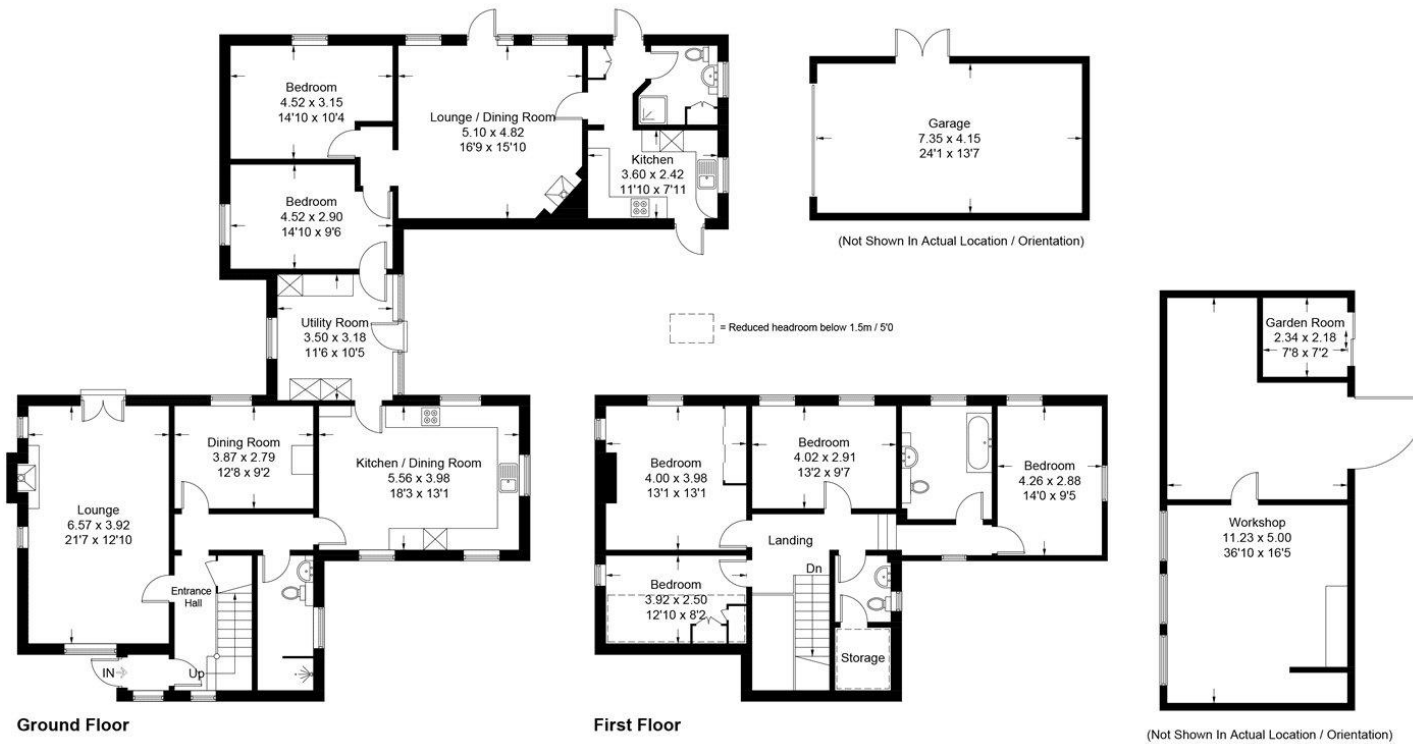 Bedroom
4.52 x 3.15
14'10 x 10'4
Lounge / Dining Room
5.10 x 4.82
16'9 x 15'10
Kitchen
3.60 x 2.42
11'10 x 7'11
Bedroom
4.52 x 2.90
14'10 x 9'6
Utility Room
3.50 x 3.18
11'6 x 10'5
Lounge
6.57 x 3.92
21'7 x 12'10
Dining Room
3.87 x 2.79
12'8 x 9'2
Kitchen / Dining Room
5.56 x 3.98
18'3 x 13'1
Entrance
Hall
IN
Up
Ground Floor
Garage
7.35 x 4.15
24'1 x 13'7
(Not Shown In Actual Location / Orientation)
= Reduced headroom below 1.5m / 5'0
Bedroom
4.00 x 3.98
13'1 x 13'1
Bedroom
4.02 x 2.91
13'2 x 9'7
Bedroom
4.26 x 2.88
14'0 x 9'5
Landing
Dn
Bedroom
3.92 x 2.50
12'10 x 8'2
Storage
First Floor
Garden Room
2.34 x 2.18
7'8 x 7'2
Workshop
11.23 x 5.00
36'10 x 16'5
(Not Shown In Actual Location / Orientation)